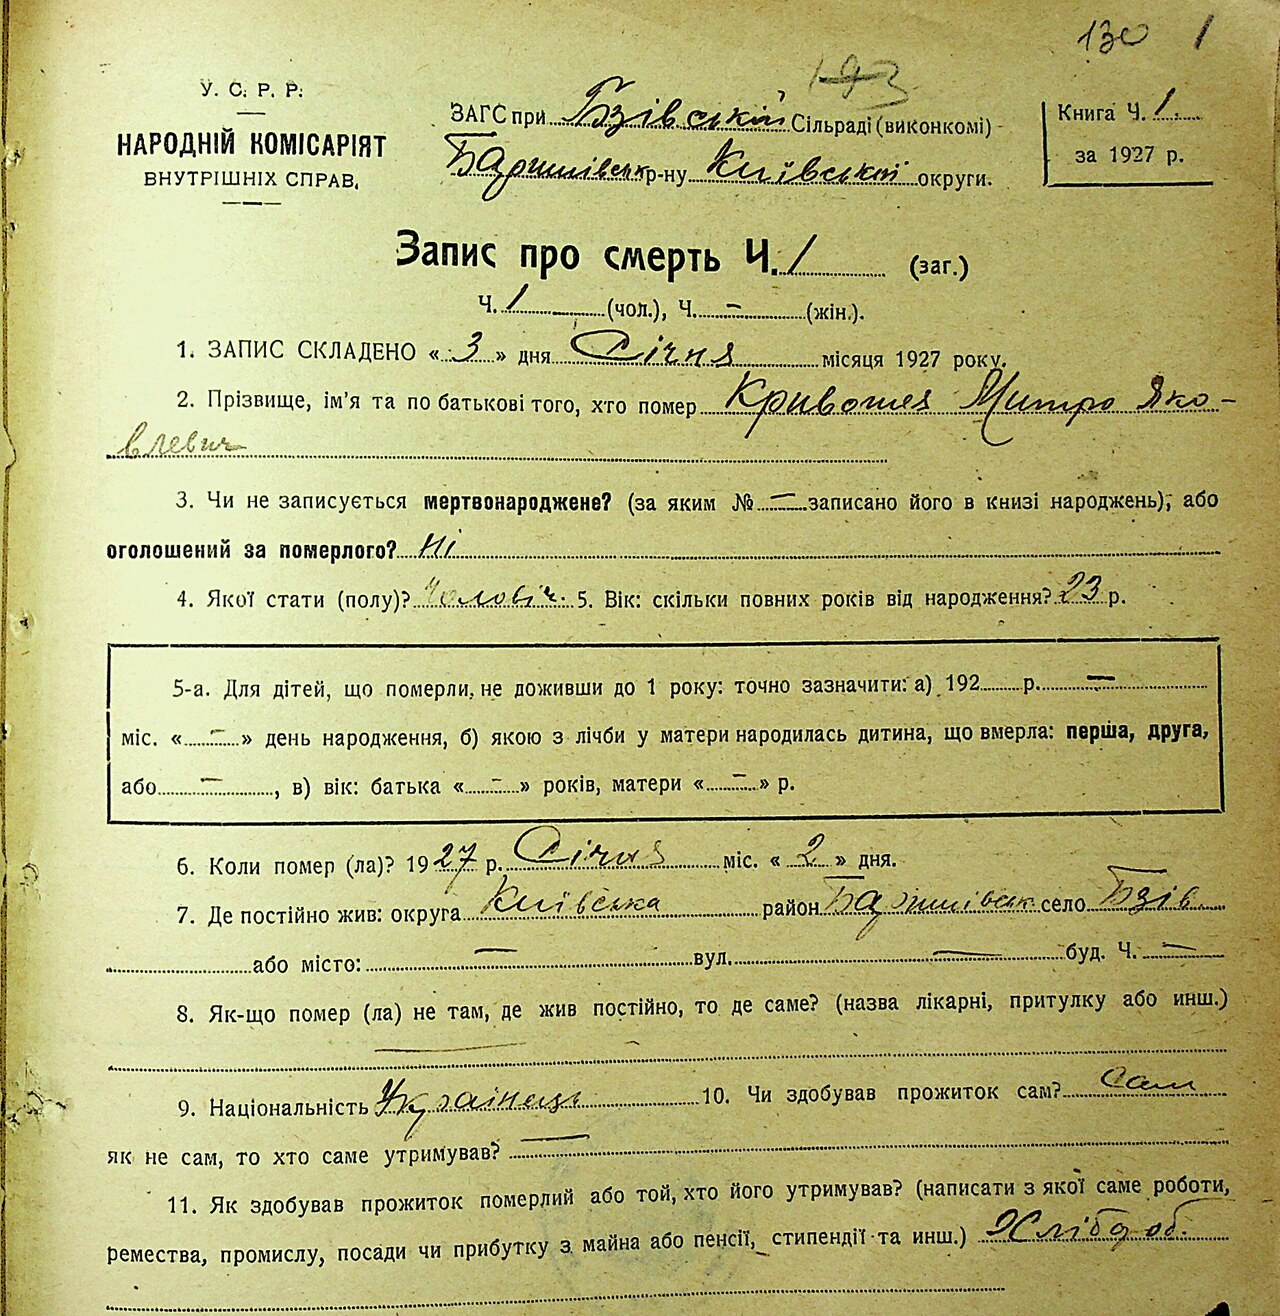 130 1
193
У. С. Р. Р.
НАРОДНІЙ КОМІСАРІЯТ
ВНУТРІШНІХ СПРАВ.
ЗАГС при Бзівській Сільраді (виконкомі)
Баришівськ р-ну Київської округи.
Книга Ч. 1
за 1927 р.
Запис про смерть Ч. 1 (заг.)
Ч. 1 (чол.), Ч. – (жін.).
1. ЗАПИС СКЛАДЕНО « 3 » дня Січня місяця 1927 року.
2. Прізвище, ім'я та по батькові того, хто помер Кривошея Митро Яко-
влевич
3. Чи не записується мертвонароджене? (за яким № – записано його в книзі народжень), або
оголошений за померлого? Ні
4. Якої стати (полу)? Чоловіч. 5. Вік: скільки повних років від народження? 23 р.
5-а. Для дітей, що померли, не доживши до 1 року: точно зазначити: а) 192 р. –
міс. « – » день народження, б) якою з лічби у матери народилась дитина, що вмерла: перша, друга,
або – , в) вік: батька « – » років, матери « – » р.
6. Коли помер (ла)? 1927 р. Січня міс. « 2 » дня.
7. Де постійно жив: округа Київська район Баришівськ село Бзів
або місто: – вул. – буд. Ч. –
8. Як-що помер (ла) не там, де жив постійно, то де саме? (назва лікарні, притулку або инш.)
–
9. Національність Українець 10. Чи здобував прожиток сам? Сам
як не сам, то хто саме утримував? –
11. Як здобував прожиток померлий або той, хто його утримував? (написати з якої саме роботи,
ремества, промислу, посади чи прибутку з майна або пенсії, стипендії та инш.) Хлібороб.